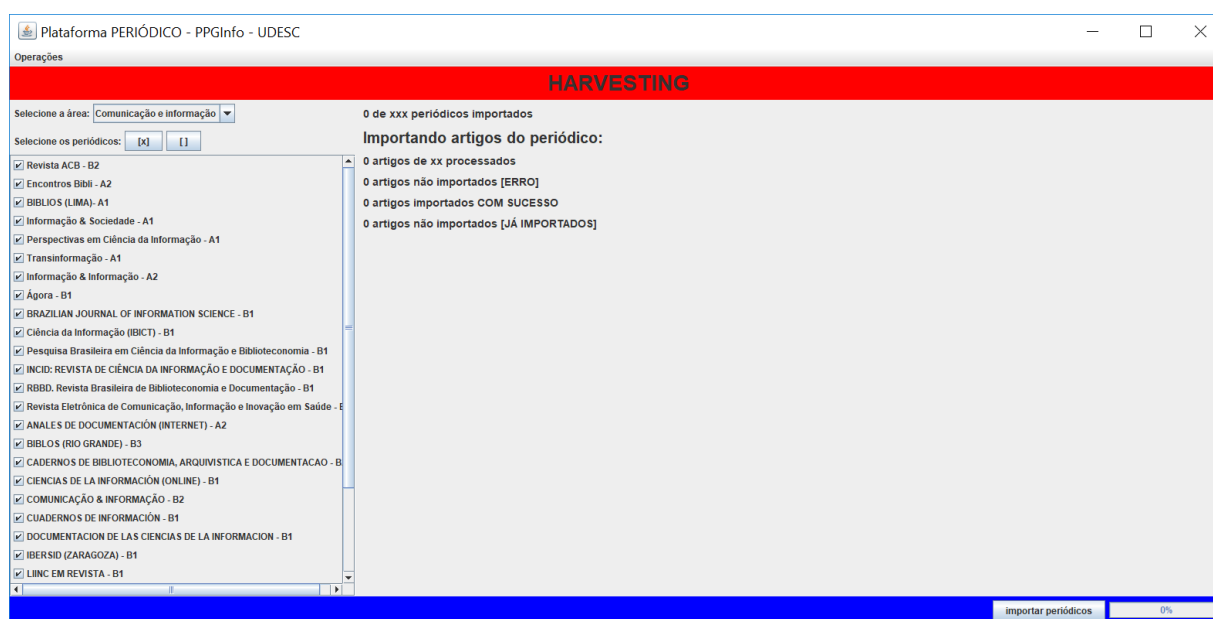 Plataforma PERIÓDICO - PPGInfo - UDESC
Operações
HARVESTING
Selecione a área: Comunicação e informação
Selecione os periódicos: [x] [ ]
Revista ACB - B2
Encontros Bibli - A2
BIBLIOS (LIMA)- A1
Informação & Sociedade - A1
Perspectivas em Ciência da Informação - A1
Transinformação - A1
Informação & Informação - A2
Ágora - B1
BRAZILIAN JOURNAL OF INFORMATION SCIENCE - B1
Ciência da Informação (IBICT) - B1
Pesquisa Brasileira em Ciência da Informação e Biblioteconomia - B1
INCID: REVISTA DE CIÊNCIA DA INFORMAÇÃO E DOCUMENTAÇÃO - B1
RBBD. Revista Brasileira de Biblioteconomia e Documentação - B1
Revista Eletrônica de Comunicação, Informação e Inovação em Saúde -
ANALES DE DOCUMENTACIÓN (INTERNET) - A2
BIBLOS (RIO GRANDE) - B3
CADERNOS DE BIBLIOTECONOMIA, ARQUIVISTICA E DOCUMENTACAO - B
CIENCIAS DE LA INFORMACIÓN (ONLINE) - B1
COMUNICAÇÃO & INFORMAÇÃO - B2
CUADERNOS DE INFORMACIÓN - B1
DOCUMENTACION DE LAS CIENCIAS DE LA INFORMACION - B1
IBERSID (ZARAGOZA) - B1
LIINC EM REVISTA - B1
0 de xxx periódicos importados
Importando artigos do periódico:
0 artigos de xx processados
0 artigos não importados [ERRO]
0 artigos importados COM SUCESSO
0 artigos não importados [JÁ IMPORTADOS]
importar periódicos
0%